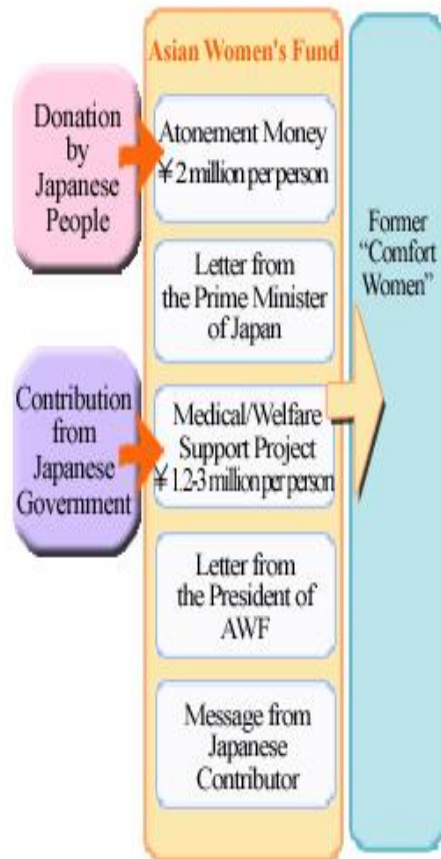 Asian Women's Fund
Donation
by
Japanese
People
Atonement Money
¥ 2 million per person
Letter from
the Prime Minister
of Japan
Contribution
from
Japanese
Government
Medical/Welfare
Support Project
¥ 1.2-3 million per person
Letter from
the President of
AWF
Message from
Japanese
Contributor
Former
“Comfort
Women”